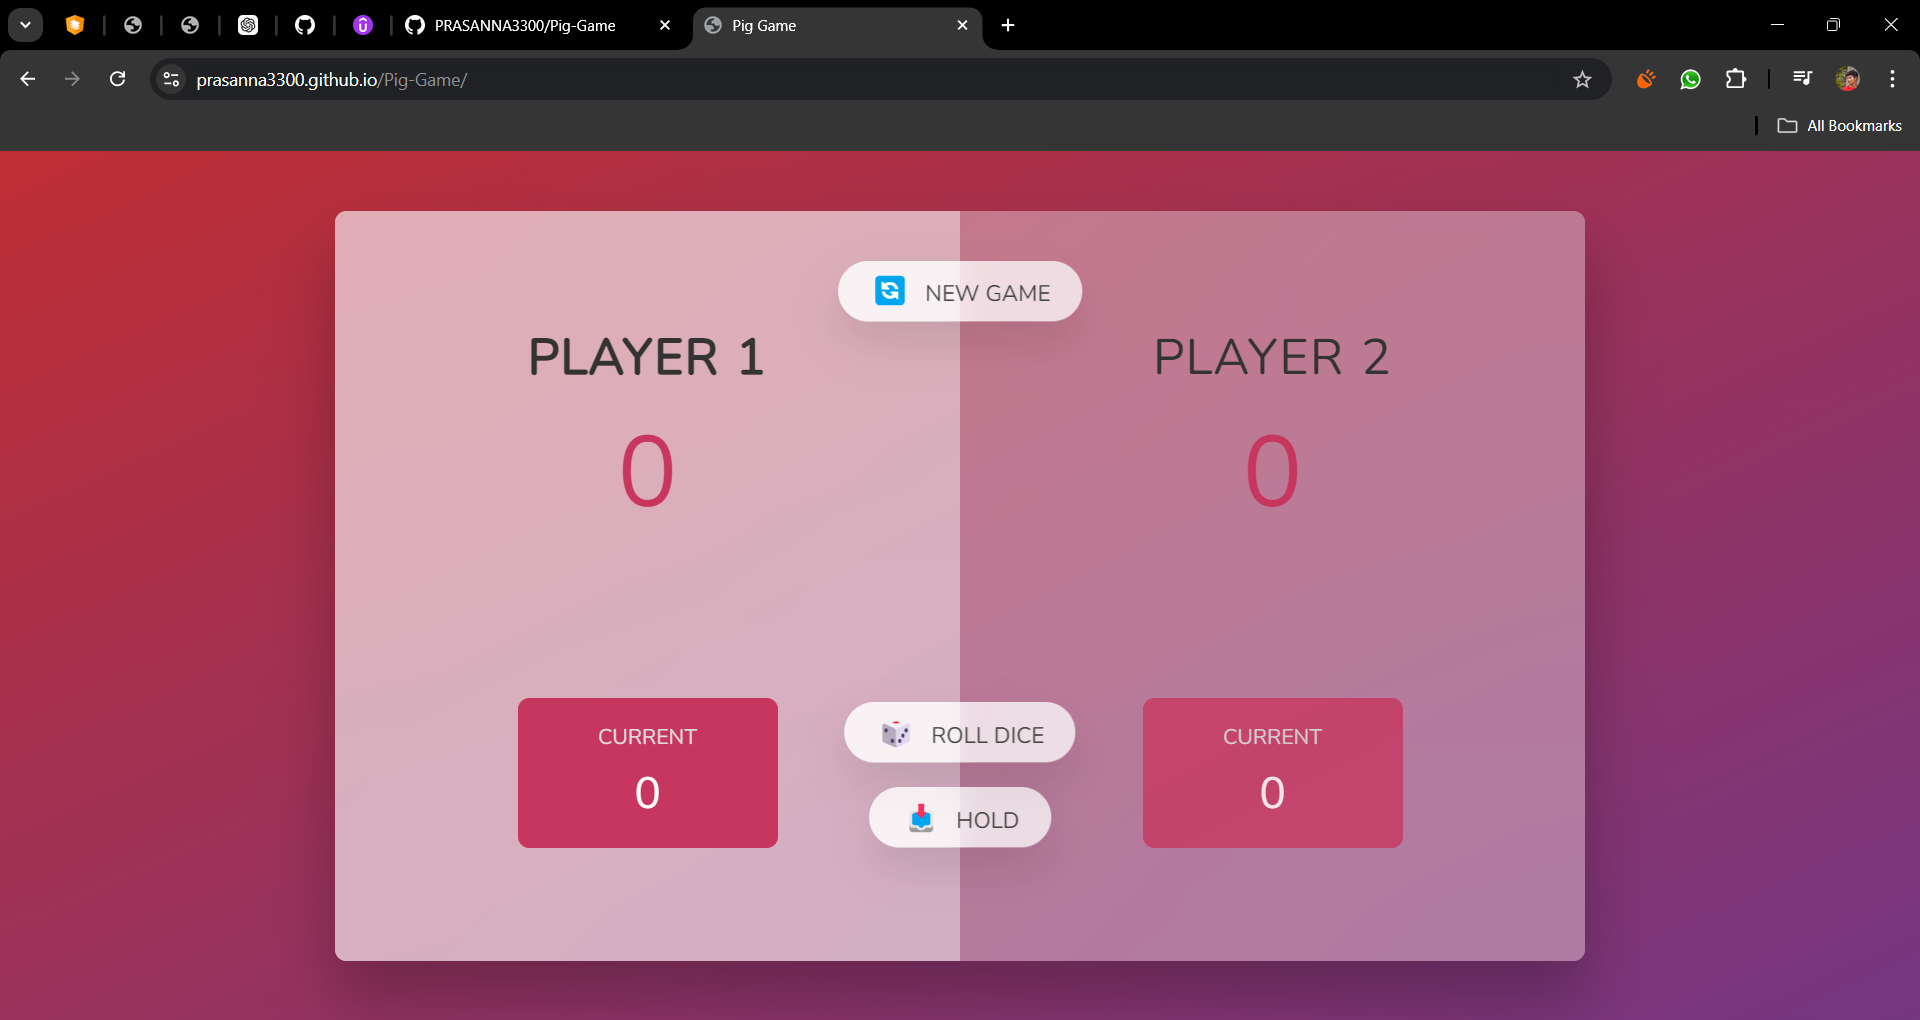 PRASANNA3300/Pig-Game
Pig Game
prasanna3300.github.io/Pig-Game/
All Bookmarks
NEW GAME
PLAYER 1
PLAYER 2
0
0
CURRENT
0
ROLL DICE
HOLD
CURRENT
0